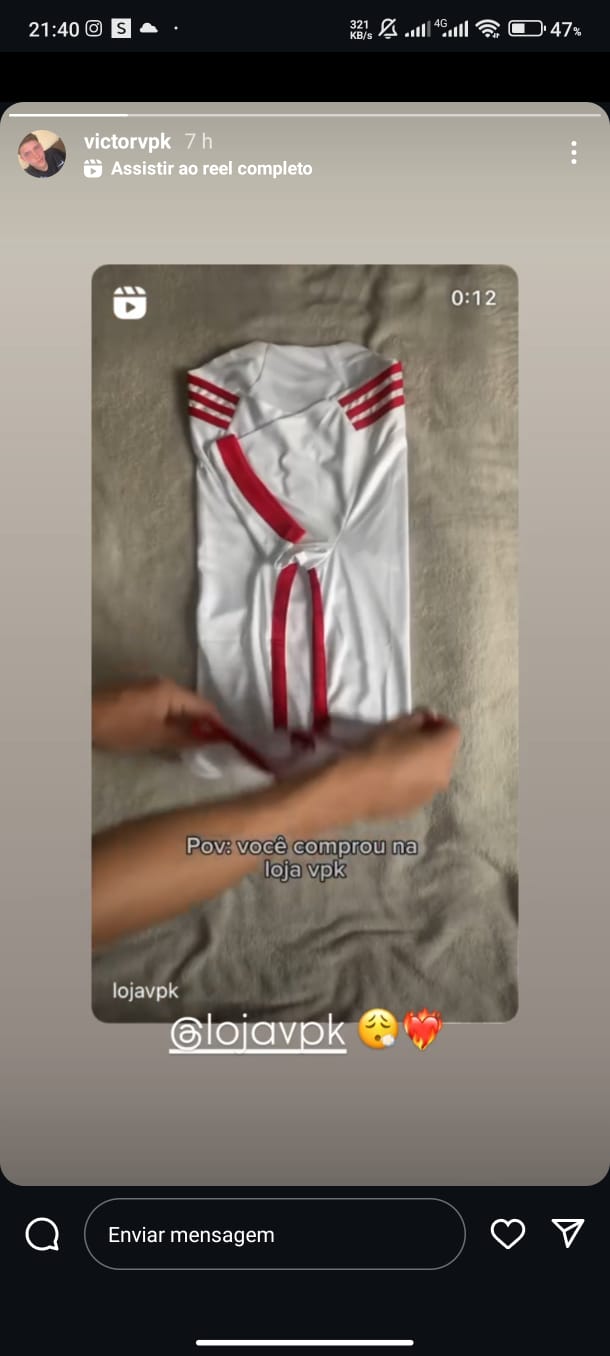 21:40 S 321 KB/s 4G 47%
victorvpk 7 h
Assistir ao reel completo
0:12
Pov: você comprou na
loja vpk
lojavpk
@lojavpk
Enviar mensagem